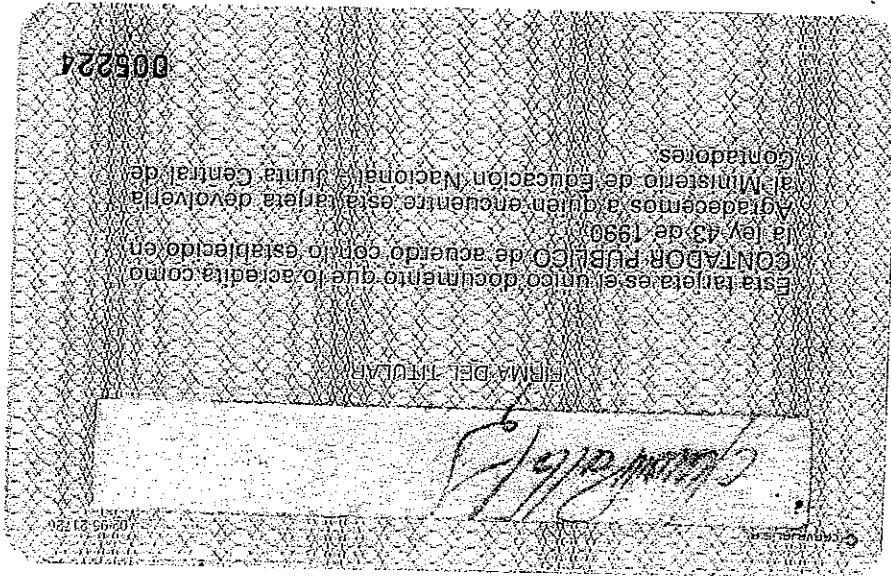 FIRMA DEL TITULAR
Esta tarjeta es el unico documento que lo acredita como
CONTADOR PUBLICO de acuerdo con lo establecido en
la ley 43 de 1990
Agradecemos a quien encuentre esta tarjeta devolverla
al Ministerio de Educación Nacional - Junta Central de
Contadores
005224